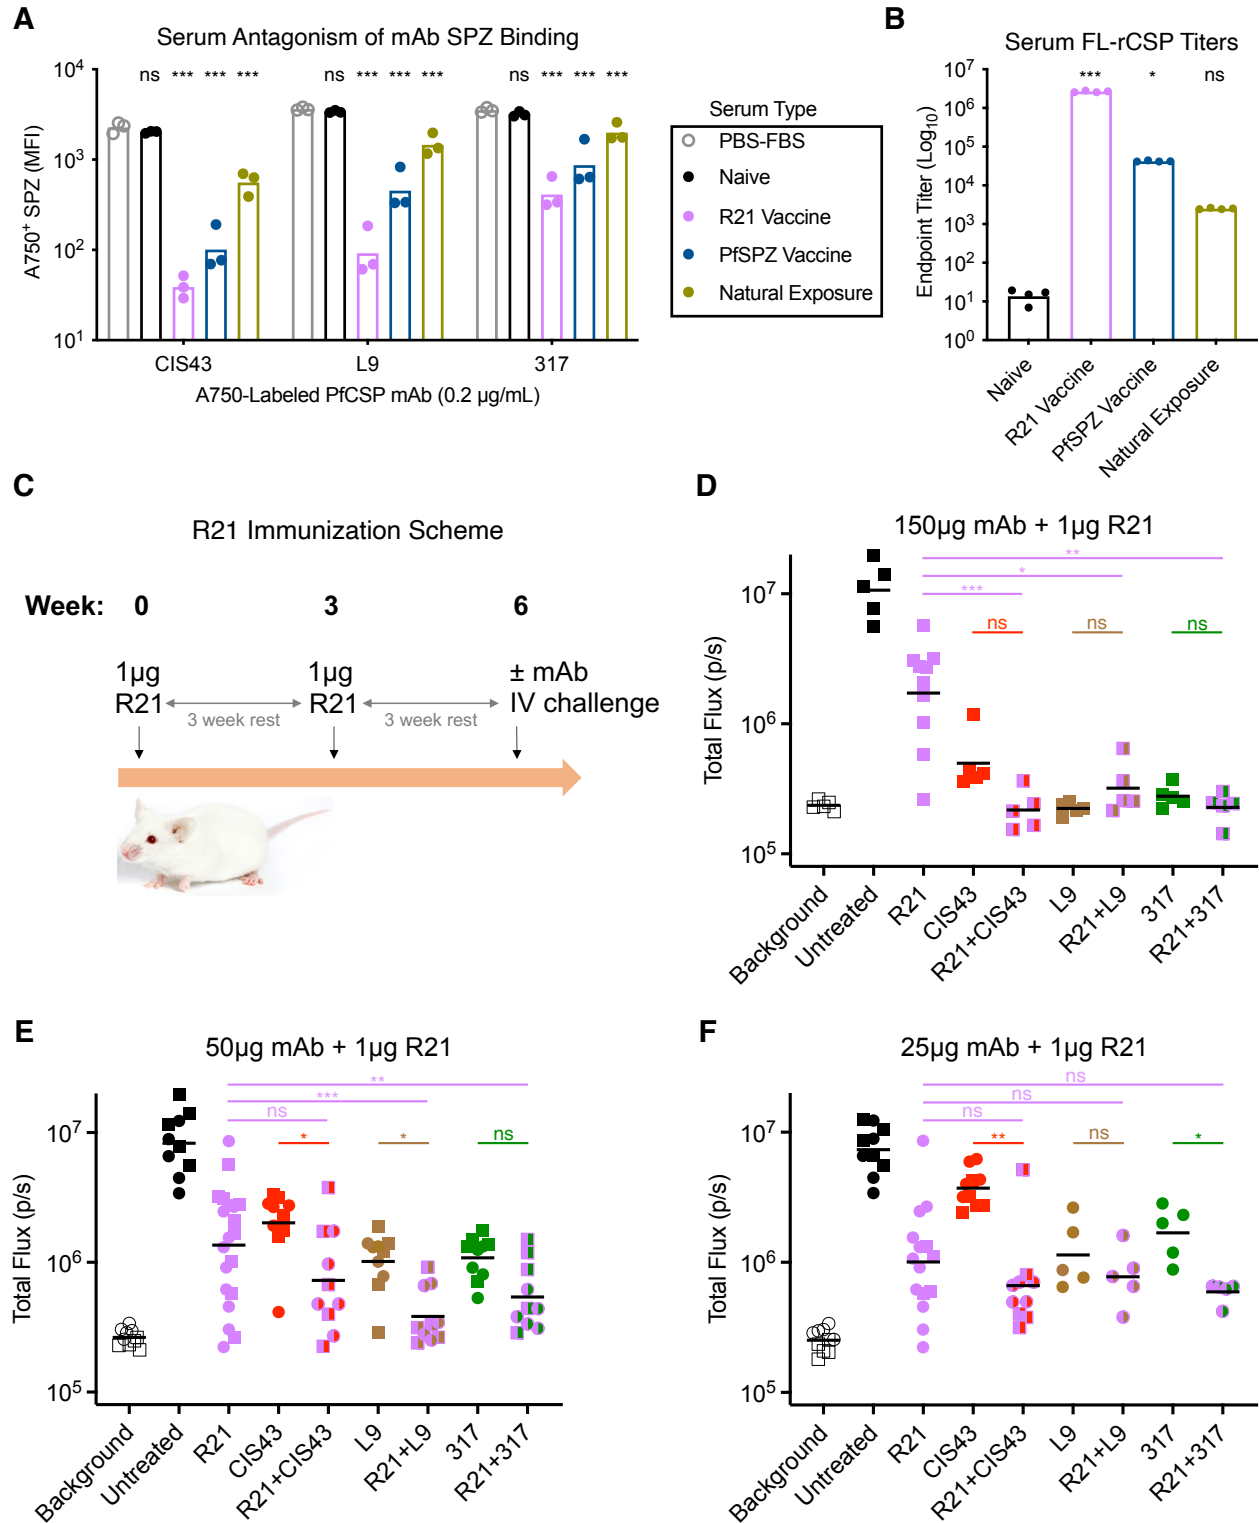 A
Serum Antagonism of mAb SPZ Binding
A750⁺ SPZ (MFI)
10⁴
10³
10²
10¹
ns *** *** ***
ns *** *** ***
ns *** *** ***
CIS43
L9
317
A750-Labeled PfCSP mAb (0.2 µg/mL)
Serum Type
PBS-FBS
Naive
R21 Vaccine
PfSPZ Vaccine
Natural Exposure
B
Serum FL-rCSP Titers
Endpoint Titer (Log₁₀)
10⁷
10⁶
10⁵
10⁴
10³
10²
10¹
10⁰
*** * ns
Naive
R21 Vaccine
PfSPZ Vaccine
Natural Exposure
C
R21 Immunization Scheme
Week: 0 3 6
1µg
R21
3 week rest
1µg
R21
3 week rest
± mAb
IV challenge
D
150µg mAb + 1µg R21
Total Flux (p/s)
10⁷
10⁶
10⁵
**
*
***
ns
ns
ns
Background
Untreated
R21
CIS43
R21+CIS43
L9
R21+L9
317
R21+317
E
50µg mAb + 1µg R21
Total Flux (p/s)
10⁷
10⁶
10⁵
**
***
ns
*
*
ns
Background
Untreated
R21
CIS43
R21+CIS43
L9
R21+L9
317
R21+317
F
25µg mAb + 1µg R21
Total Flux (p/s)
10⁷
10⁶
10⁵
ns
ns
ns
**
ns
*
Background
Untreated
R21
CIS43
R21+CIS43
L9
R21+L9
317
R21+317